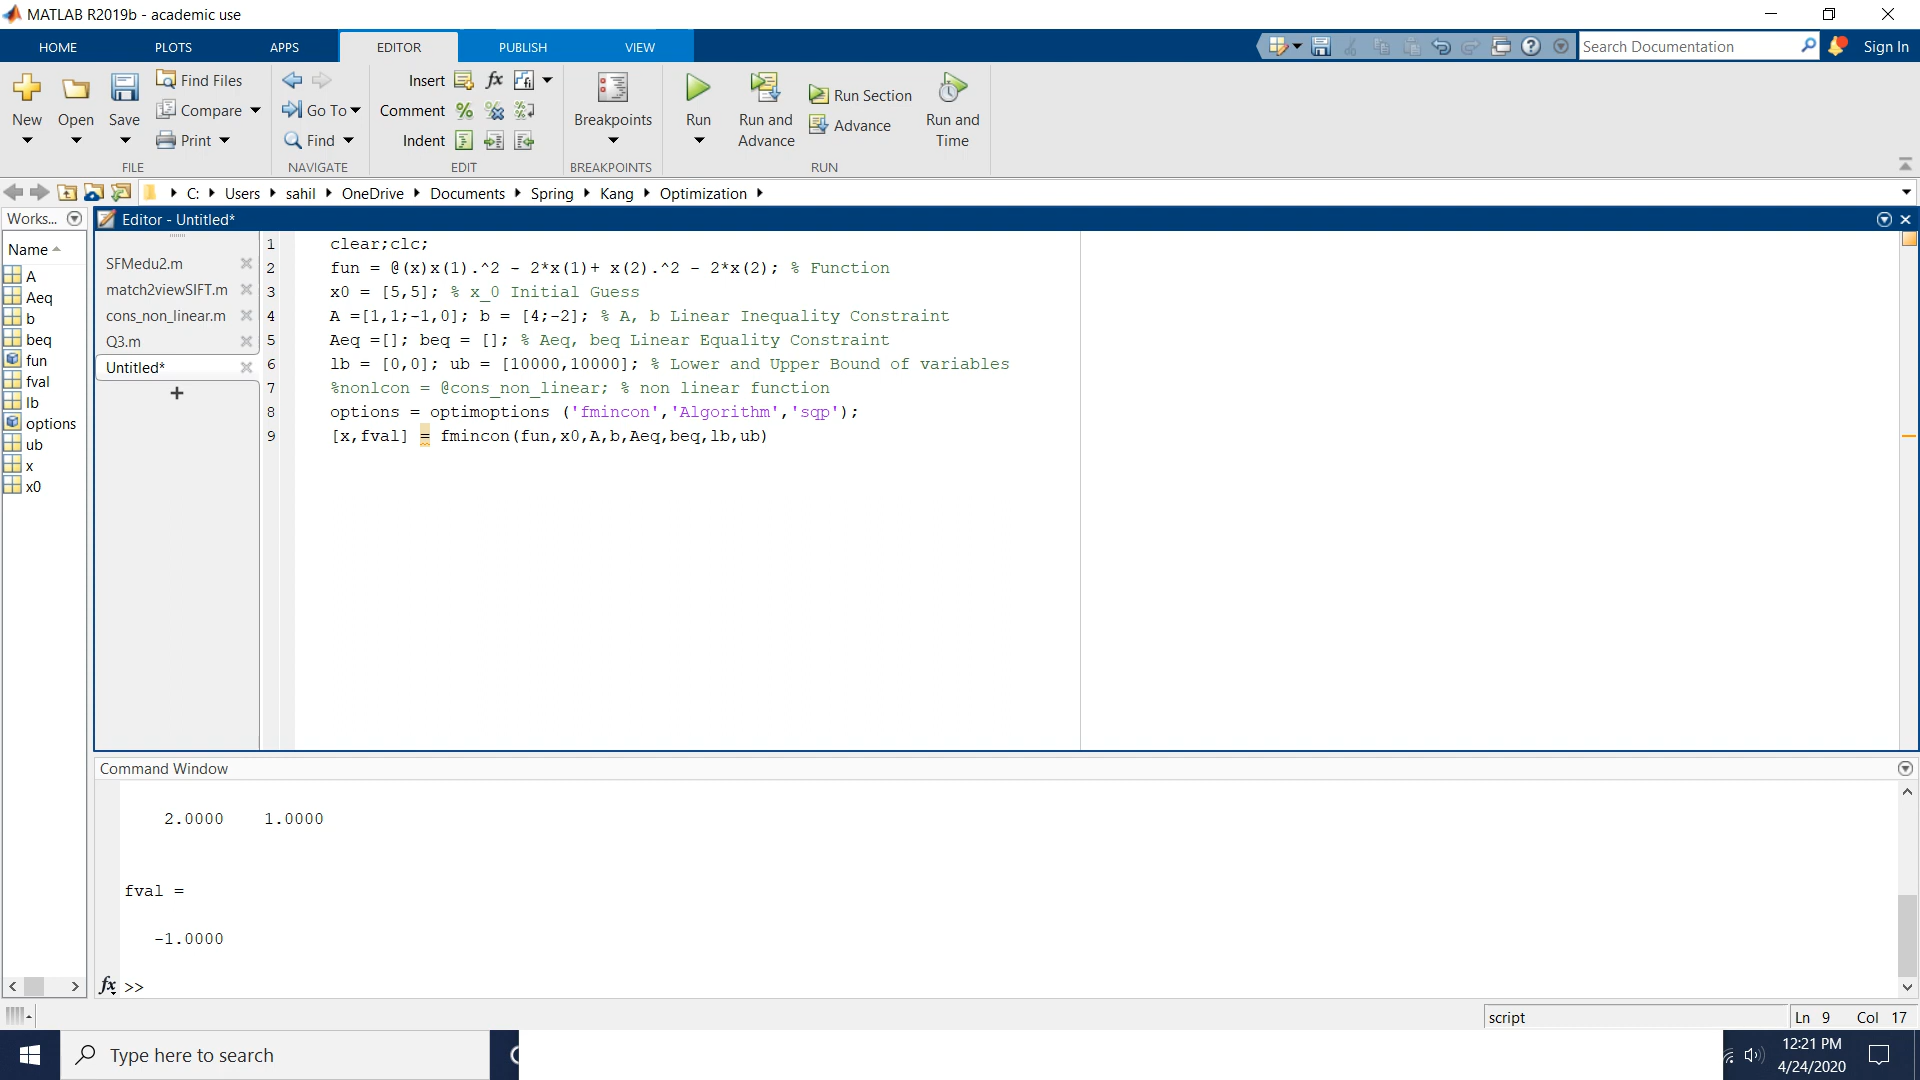 MATLAB R2019b - academic use
HOME PLOTS APPS EDITOR PUBLISH VIEW
Search Documentation
Sign In
New
Open
Save
Find Files
Compare
Print
FILE
Go To
Find
NAVIGATE
Insert
Comment
Indent
EDIT
Breakpoints
BREAKPOINTS
Run
Run and
Advance
Run Section
Advance
Run and
Time
RUN
C: Users sahil OneDrive Documents Spring Kang Optimization
Works...
Name
A
Aeq
b
beq
fun
fval
lb
options
ub
x
x0
Editor - Untitled*
SFMedu2.m
match2viewSIFT.m
cons_non_linear.m
Q3.m
Untitled*
1 clear;clc;
2 fun = @(x)x(1).^2 - 2*x(1)+ x(2).^2 - 2*x(2); % Function
3 x0 = [5,5]; % x_0 Initial Guess
4 A =[1,1;-1,0]; b = [4;-2]; % A, b Linear Inequality Constraint
5 Aeq =[]; beq = []; % Aeq, beq Linear Equality Constraint
6 lb = [0,0]; ub = [10000,10000]; % Lower and Upper Bound of variables
7 %nonlcon = @cons_non_linear; % non linear function
8 options = optimoptions ('fmincon','Algorithm','sqp');
9 [x,fval] = fmincon(fun,x0,A,b,Aeq,beq,lb,ub)
Command Window
2.0000 1.0000
fval =
-1.0000
fx >>
script
Ln 9 Col 17
Type here to search
12:21 PM
4/24/2020